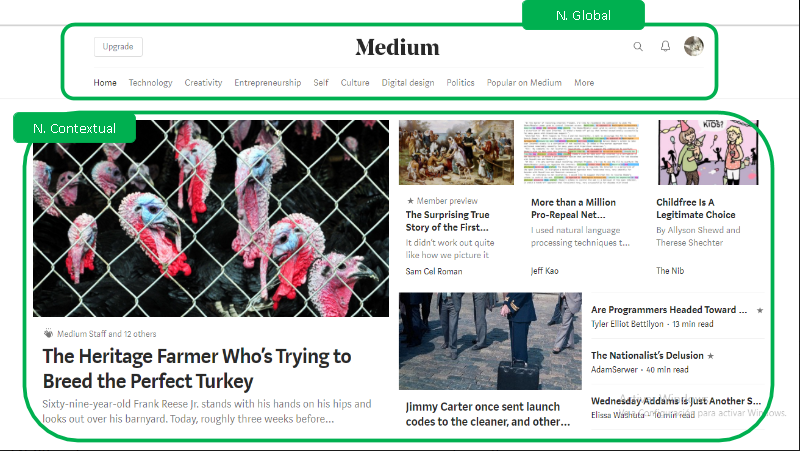 N. Global
Upgrade
Medium
Home Technology Creativity Entrepreneurship Self Culture Digital design Politics Popular on Medium More
N. Contextual
KIDS?
★ Member preview
The Surprising True
Story of the First...
It didn't work out quite
like how we picture it
Sam Cel Roman
More than a Million
Pro-Repeal Net...
I used natural language
processing techniques t...
Jeff Kao
Childfree Is A
Legitimate Choice
By Allyson Shewd and
Therese Shechter
The Nib
Medium Staff and 12 others
The Heritage Farmer Who's Trying to
Breed the Perfect Turkey
Sixty-nine-year-old Frank Reese Jr. stands with his hands on his hips and
looks out over his barnyard. Today, roughly three weeks before...
Jimmy Carter once sent launch
codes to the cleaner, and other...
Are Programmers Headed Toward ... ★
Tyler Elliot Bettilyon · 13 min read
The Nationalist's Delusion ★
AdamSerwer · 40 min read
Wednesday Addams Is Just Another S...
Elissa Washuta · 10 min read
Activar Windows
Configuración para activar Windows.